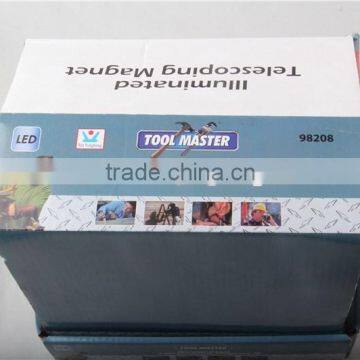 Illuminated
Telescoping Magnet
LED
TOOL MASTER
98208
trade.china.cn